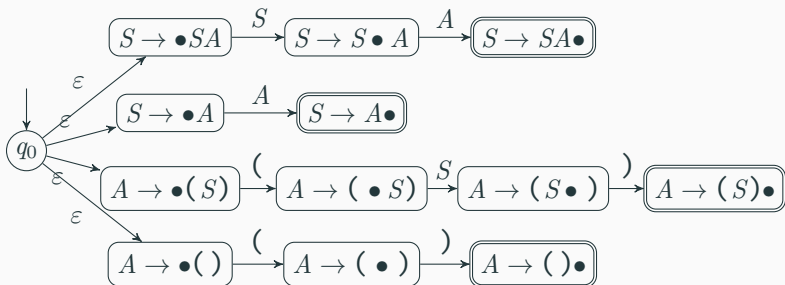 S → •SA S S → S• A A S → SA•
ε
S → •A A S → A•
ε
q₀
A → •(S) ( A → ( • S) S A → (S• ) ) A → (S)•
ε
ε
A → •() ( A → ( • ) ) A → ()•